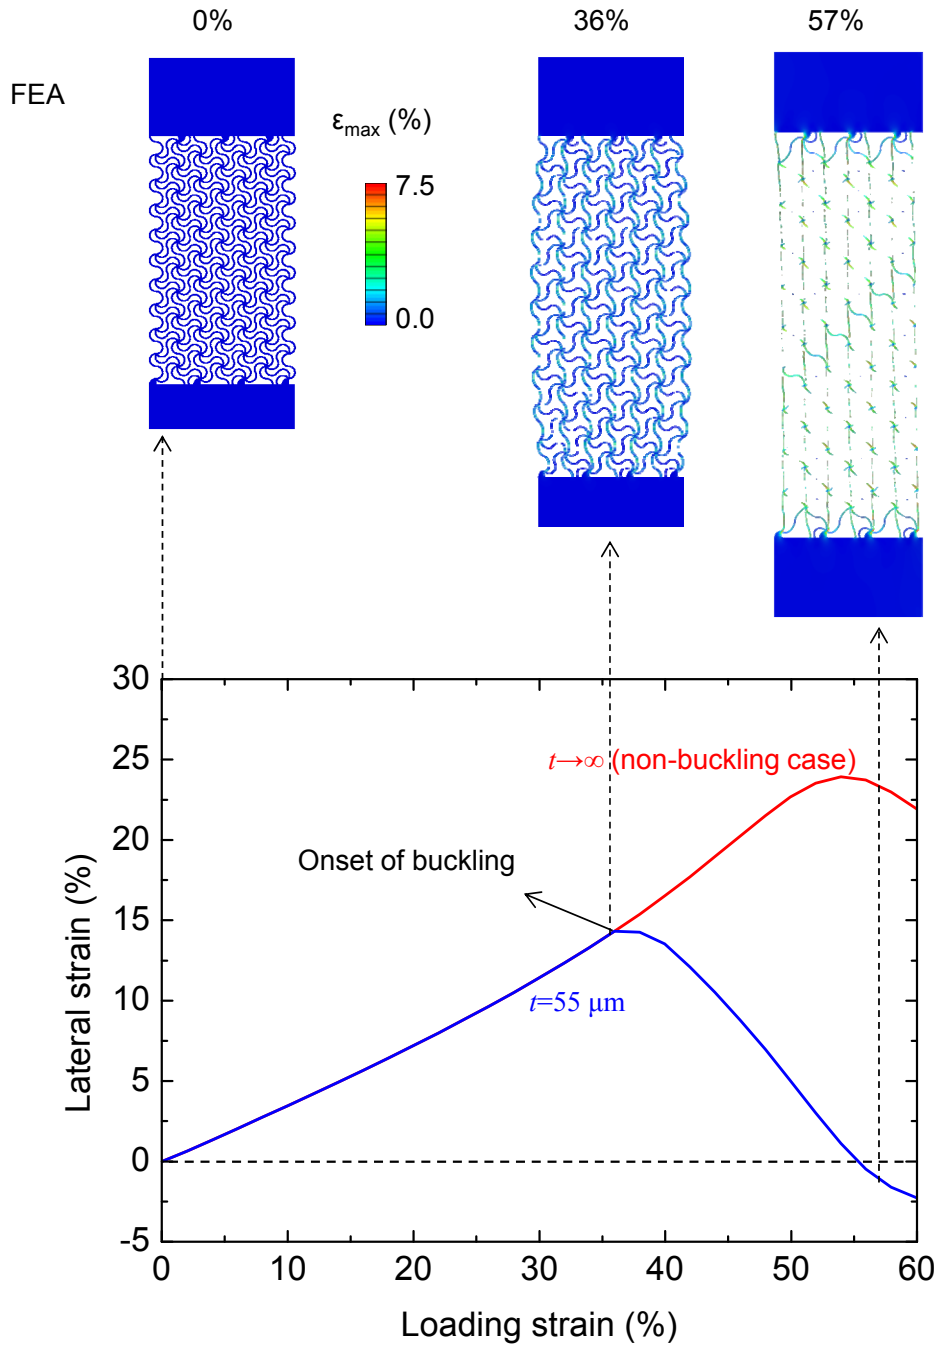 0%
36%
57%
FEA
εmax (%)
7.5
0.0
30
25
20
15
10
5
0
-5
t→∞ (non-buckling case)
Onset of buckling
t=55 μm
Lateral strain (%)
0
10
20
30
40
50
60
Loading strain (%)